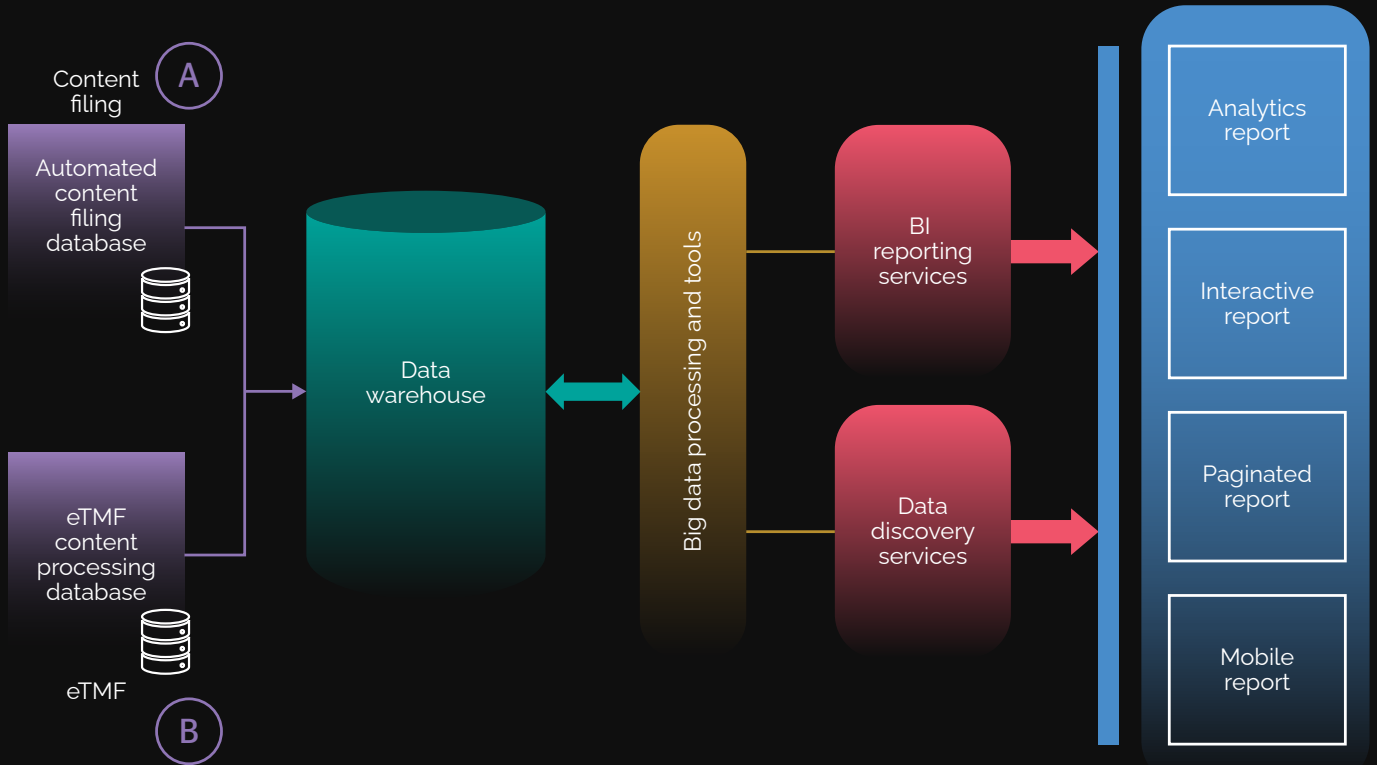 Content
filing
A
Automated
content
filing
database
eTMF
content
processing
database
eTMF
B
Data
warehouse
Big data processing and tools
BI
reporting
services
Data
discovery
services
Analytics
report
Interactive
report
Paginated
report
Mobile
report